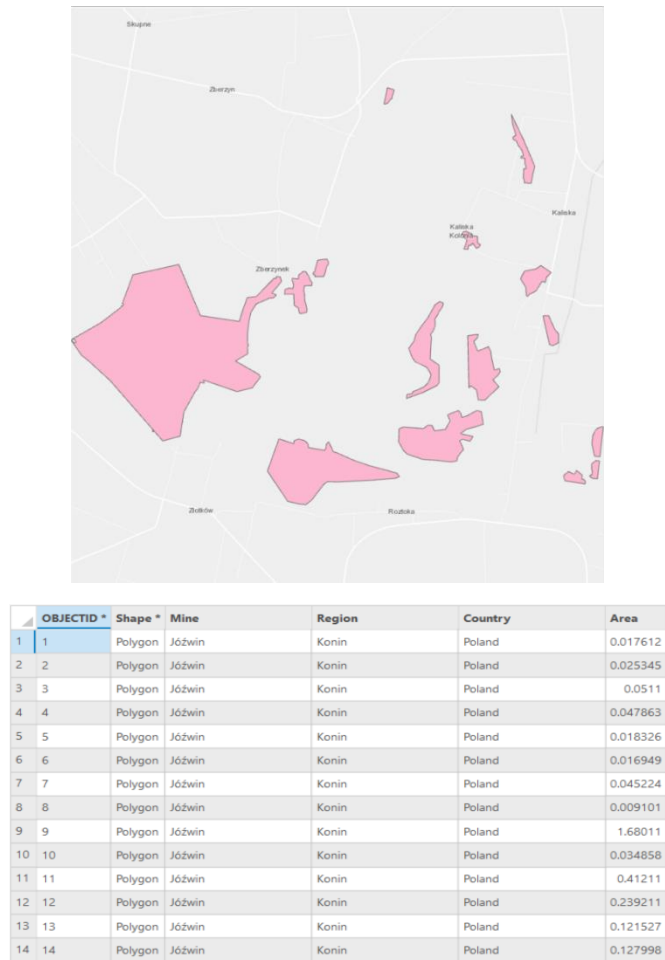 Skupne
Zberzyn
Kaliska
Kaliska
Zberzynek
Złotków
Roztoka
OBJECTID * Shape * Mine Region Country Area
1 1 Polygon Jóźwin Konin Poland 0.017612
2 2 Polygon Jóźwin Konin Poland 0.025345
3 3 Polygon Jóźwin Konin Poland 0.0511
4 4 Polygon Jóźwin Konin Poland 0.047863
5 5 Polygon Jóźwin Konin Poland 0.018326
6 6 Polygon Jóźwin Konin Poland 0.016949
7 7 Polygon Jóźwin Konin Poland 0.045224
8 8 Polygon Jóźwin Konin Poland 0.009101
9 9 Polygon Jóźwin Konin Poland 1.68011
10 10 Polygon Jóźwin Konin Poland 0.034858
11 11 Polygon Jóźwin Konin Poland 0.41211
12 12 Polygon Jóźwin Konin Poland 0.239211
13 13 Polygon Jóźwin Konin Poland 0.121527
14 14 Polygon Jóźwin Konin Poland 0.127998